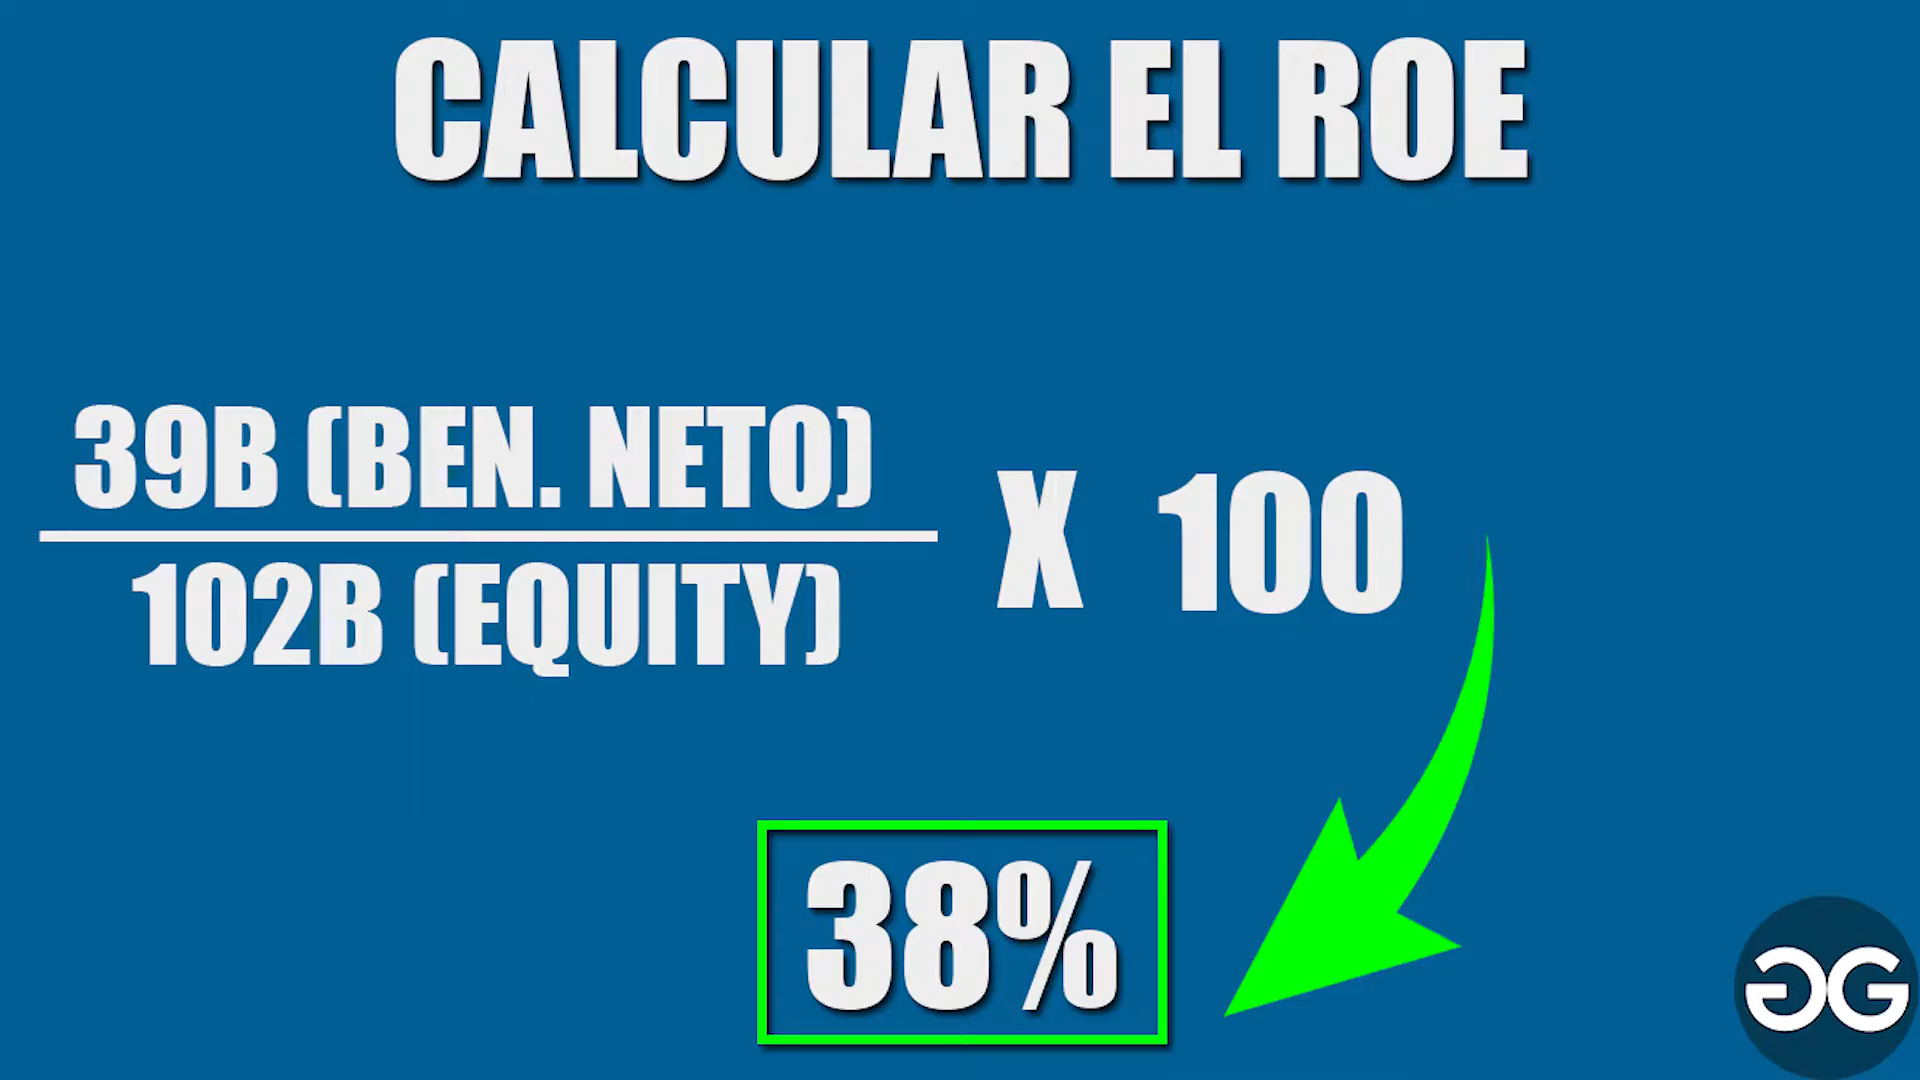 CALCULAR EL ROE
39B (BEN. NETO)
102B (EQUITY)
X 100
38%
GG